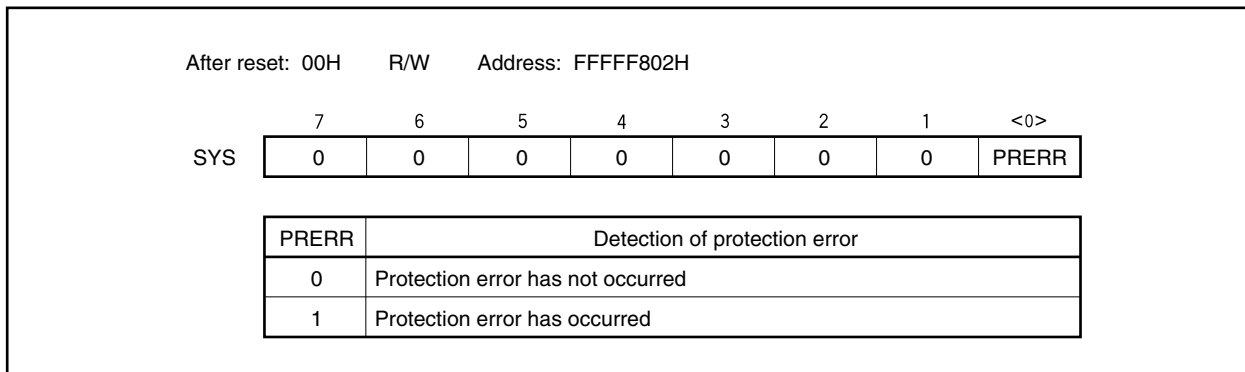 After reset: 00H R/W Address: FFFFF802H
7 6 5 4 3 2 1 <0>
SYS 0 0 0 0 0 0 0 PRERR
PRERR Detection of protection error
0 Protection error has not occurred
1 Protection error has occurred